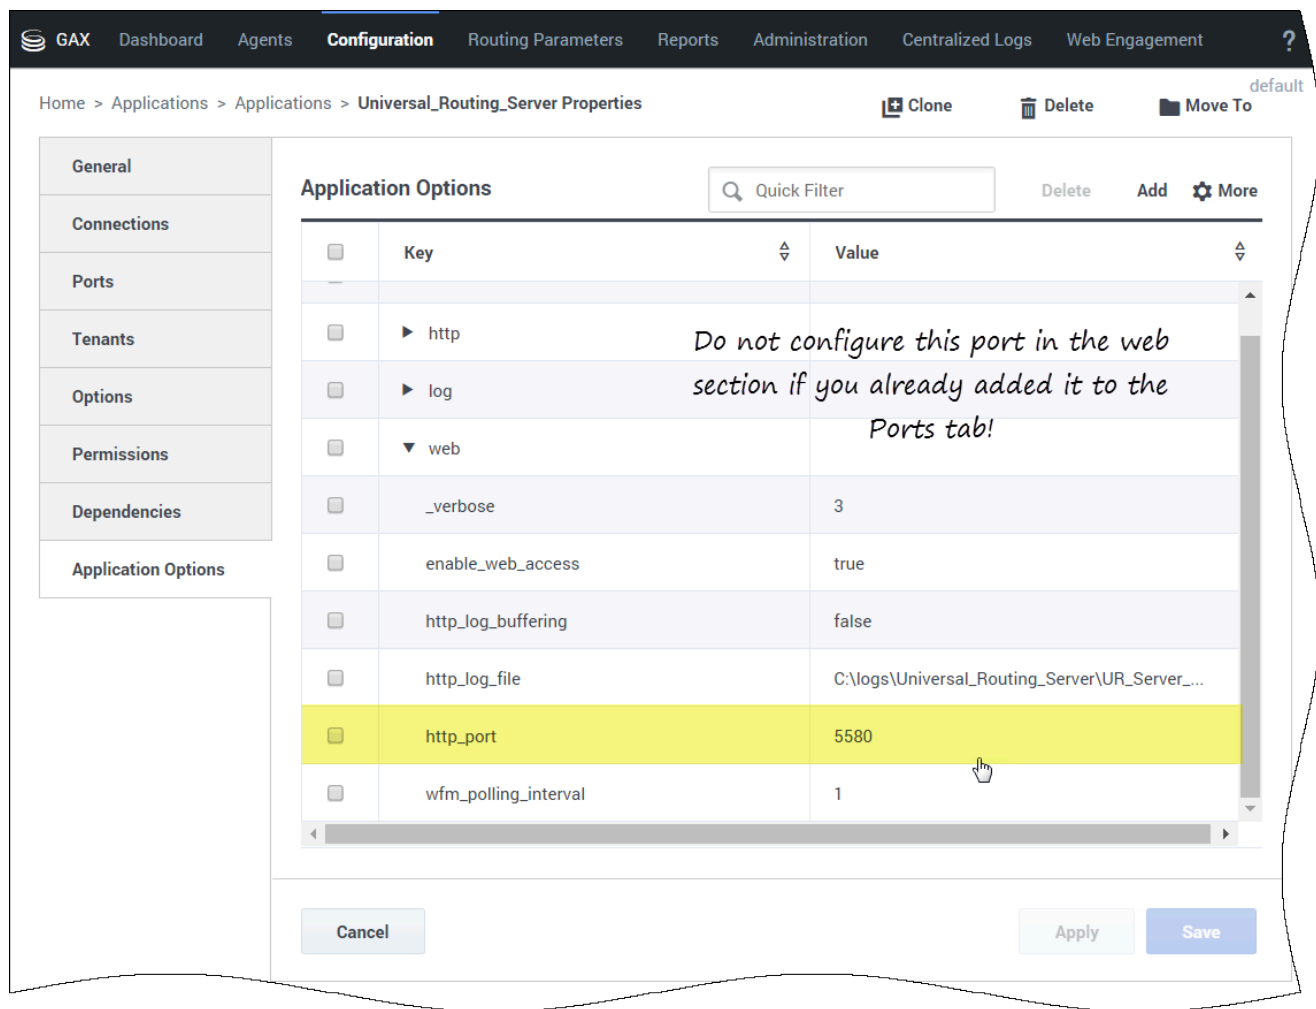 GAX Dashboard Agents Configuration Routing Parameters Reports Administration Centralized Logs Web Engagement ?
default
Home > Applications > Applications > Universal_Routing_Server Properties Clone Delete Move To
General
Connections
Ports
Tenants
Options
Permissions
Dependencies
Application Options
Application Options Quick Filter Delete Add More
Key Value
http
log
Do not configure this port in the web
section if you already added it to the
Ports tab!
web
_verbose 3
enable_web_access true
http_log_buffering false
http_log_file C:\logs\Universal_Routing_Server\UR_Server_...
http_port 5580
wfm_polling_interval 1
Cancel Apply Save